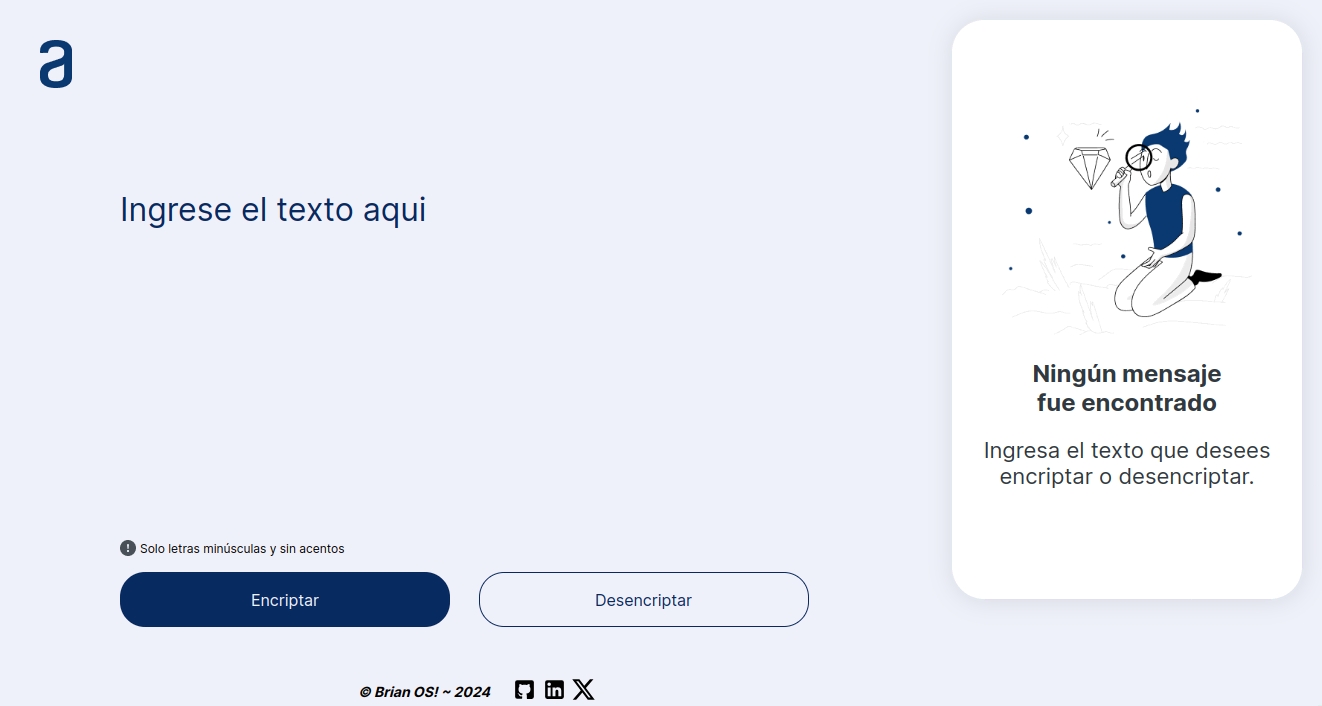 a
Ingrese el texto aqui
Ningún mensaje
fue encontrado
Ingresa el texto que desees
encriptar o desencriptar.
! Solo letras minúsculas y sin acentos
Encriptar
Desencriptar
© Brian OS! ~ 2024